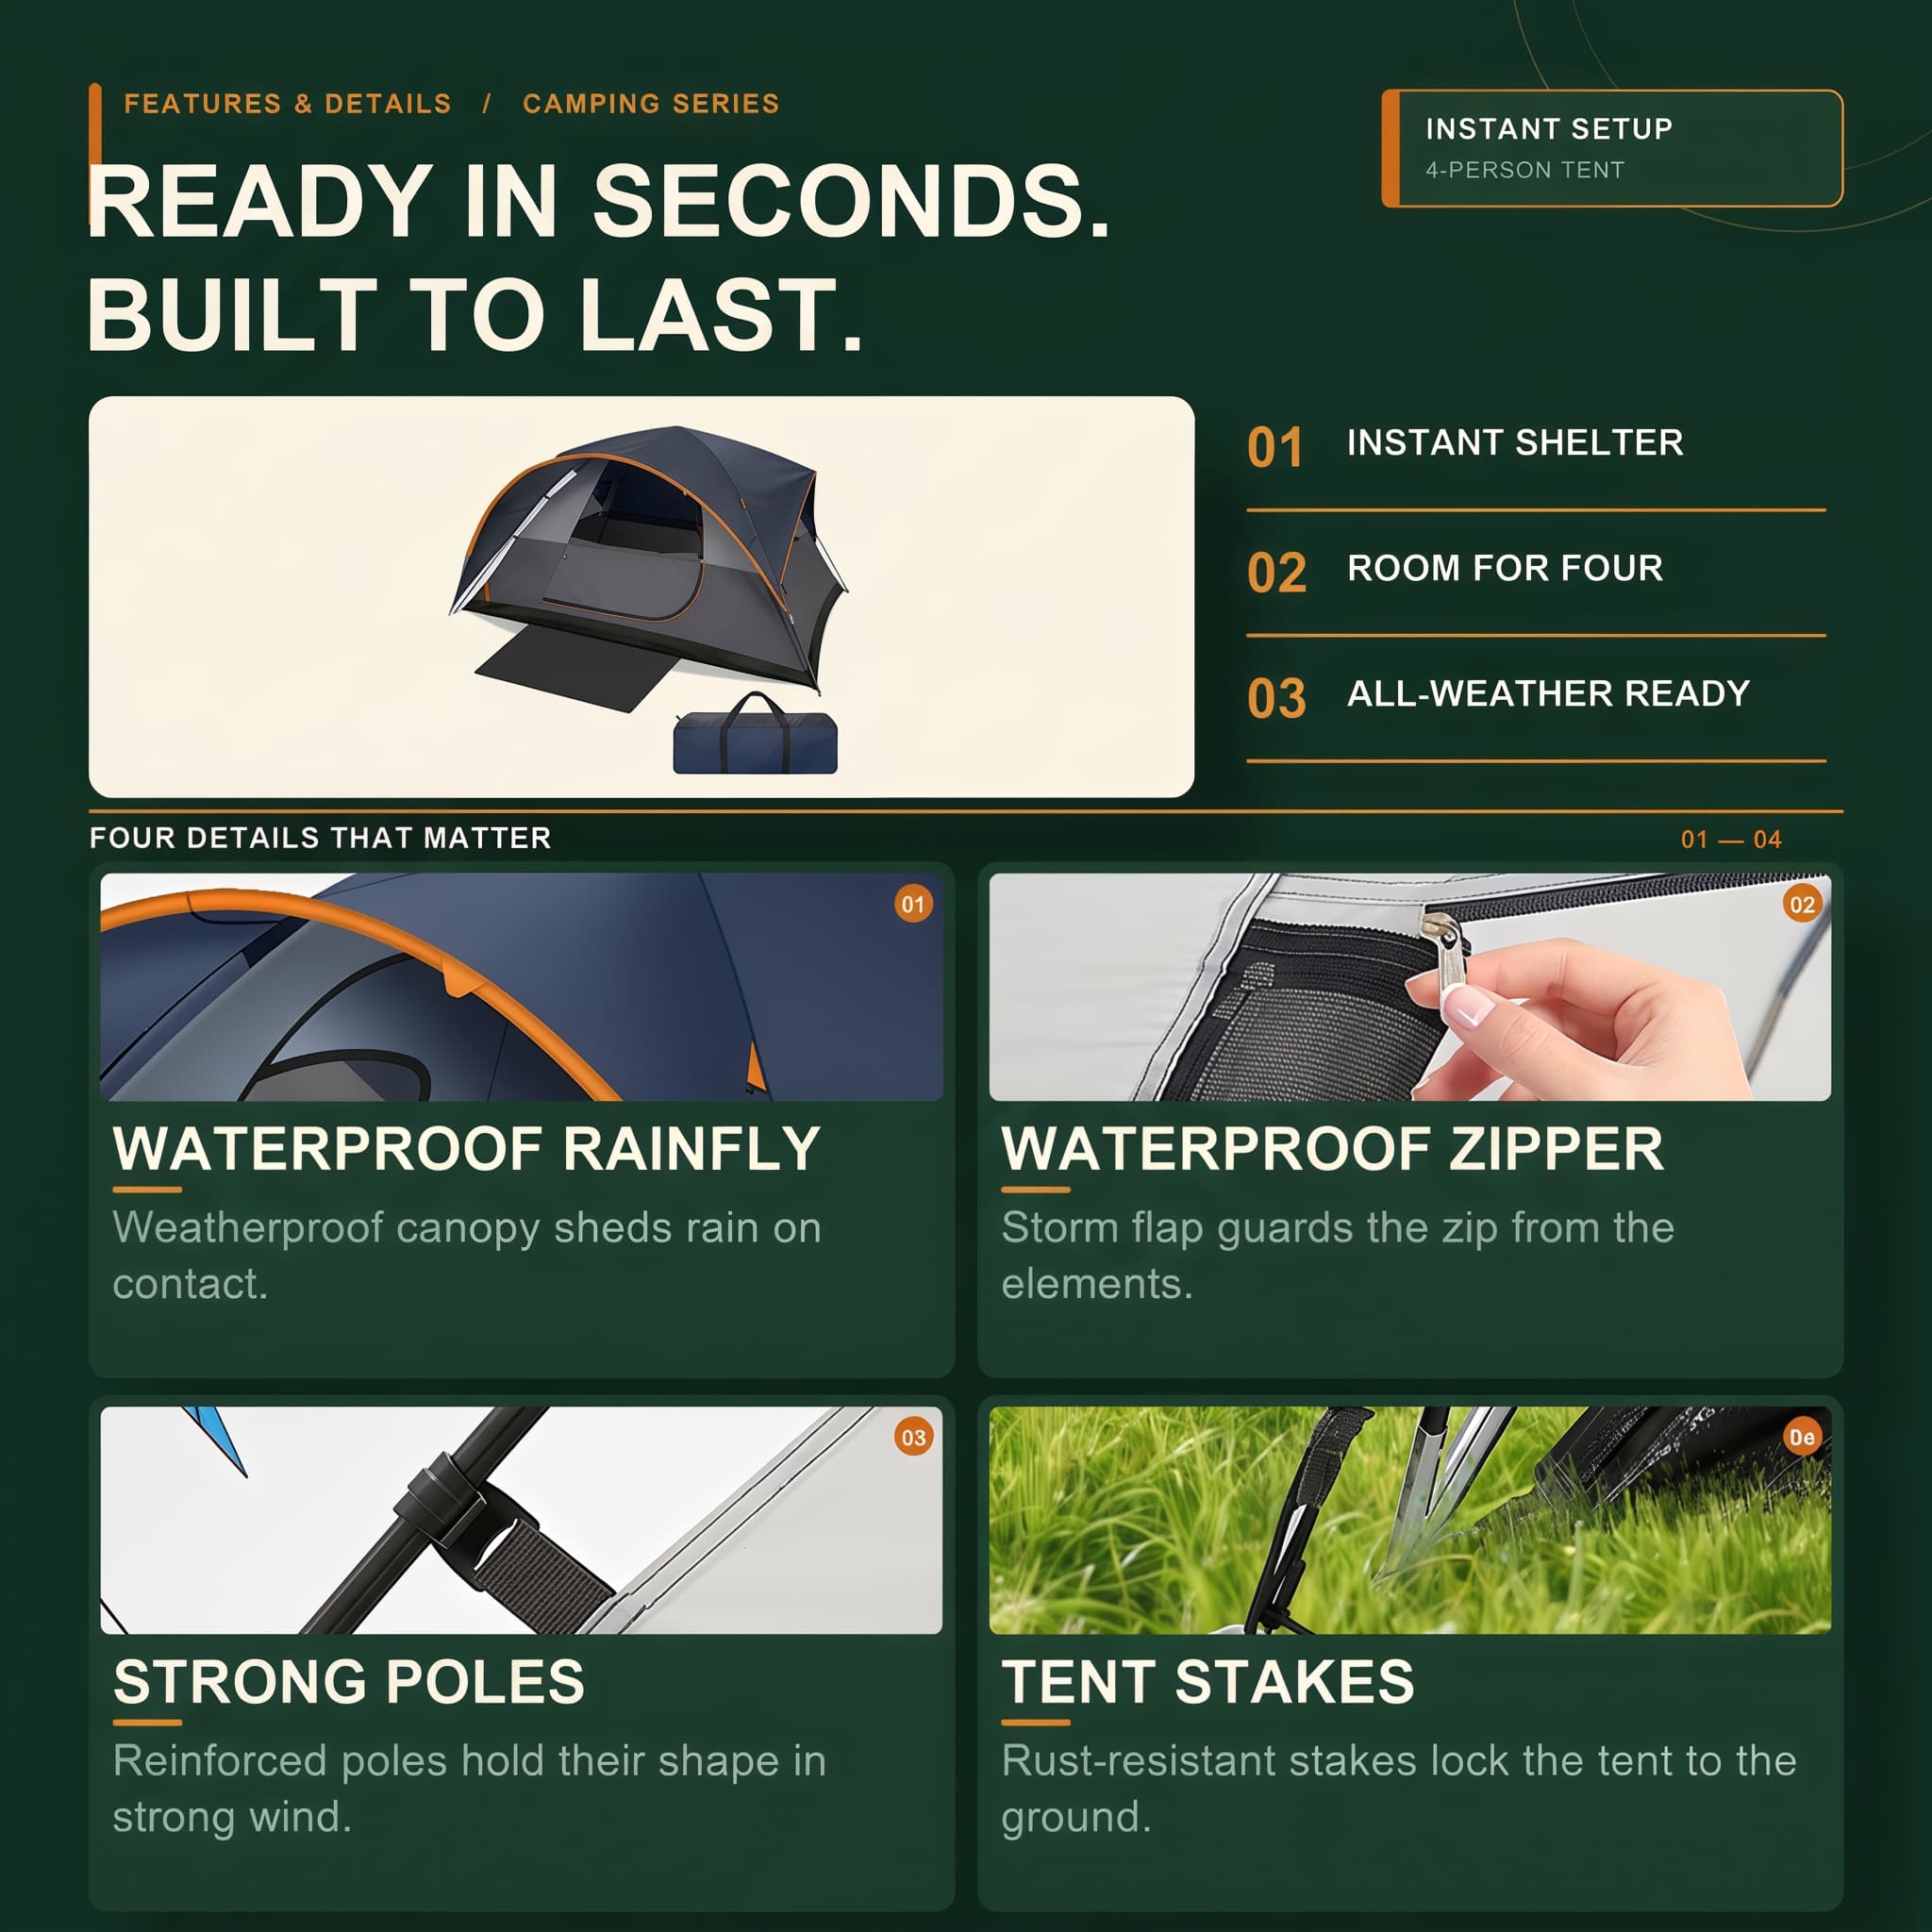 FEATURES & DETAILS / CAMPING SERIES
INSTANT SETUP
4-PERSON TENT
READY IN SECONDS.
BUILT TO LAST.
01 INSTANT SHELTER
02 ROOM FOR FOUR
03 ALL-WEATHER READY
FOUR DETAILS THAT MATTER
01 — 04
01
WATERPROOF RAINFLY
Weatherproof canopy sheds rain on
contact.
02
WATERPROOF ZIPPER
Storm flap guards the zip from the
elements.
03
STRONG POLES
Reinforced poles hold their shape in
strong wind.
De
TENT STAKES
Rust-resistant stakes lock the tent to the
ground.